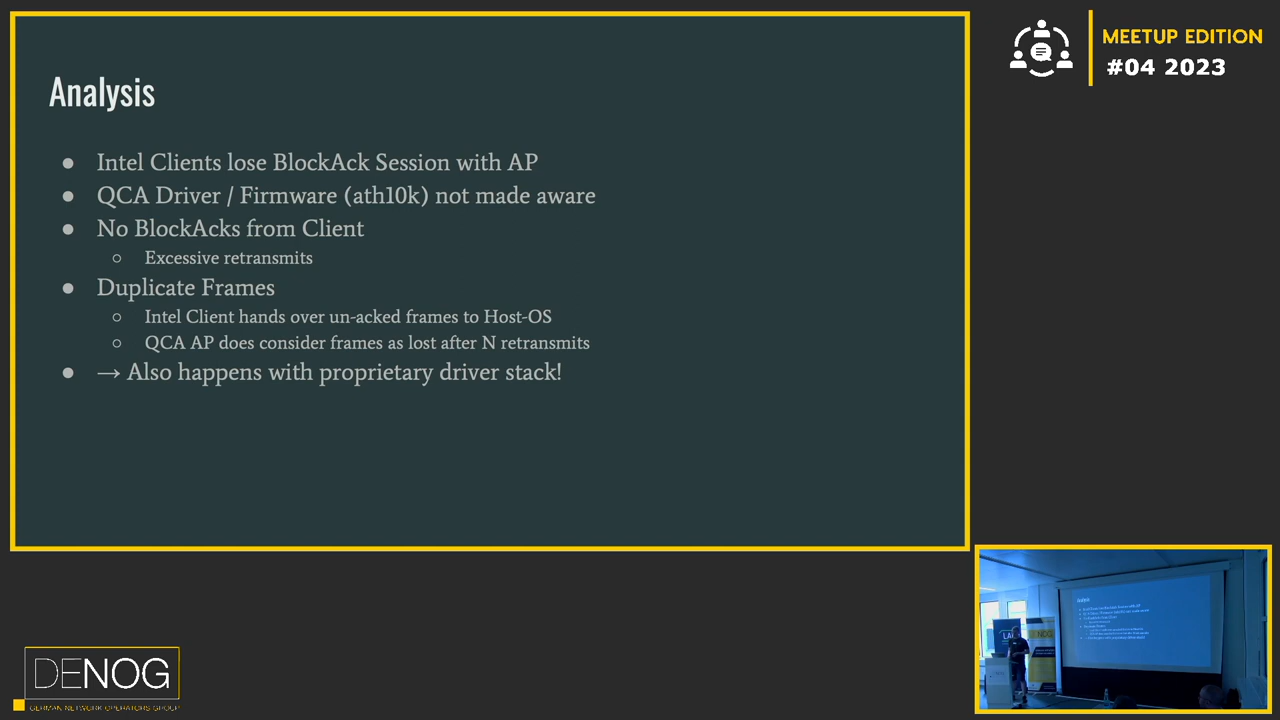 MEETUP EDITION
#04 2023
Analysis
● Intel Clients lose BlockAck Session with AP
● QCA Driver / Firmware (ath10k) not made aware
● No BlockAcks from Client
○ Excessive retransmits
● Duplicate Frames
○ Intel Client hands over un-acked frames to Host-OS
○ QCA AP does consider frames as lost after N retransmits
● → Also happens with proprietary driver stack!
DENOG
GERMAN NETWORK OPERATORS GROUP
DENOG